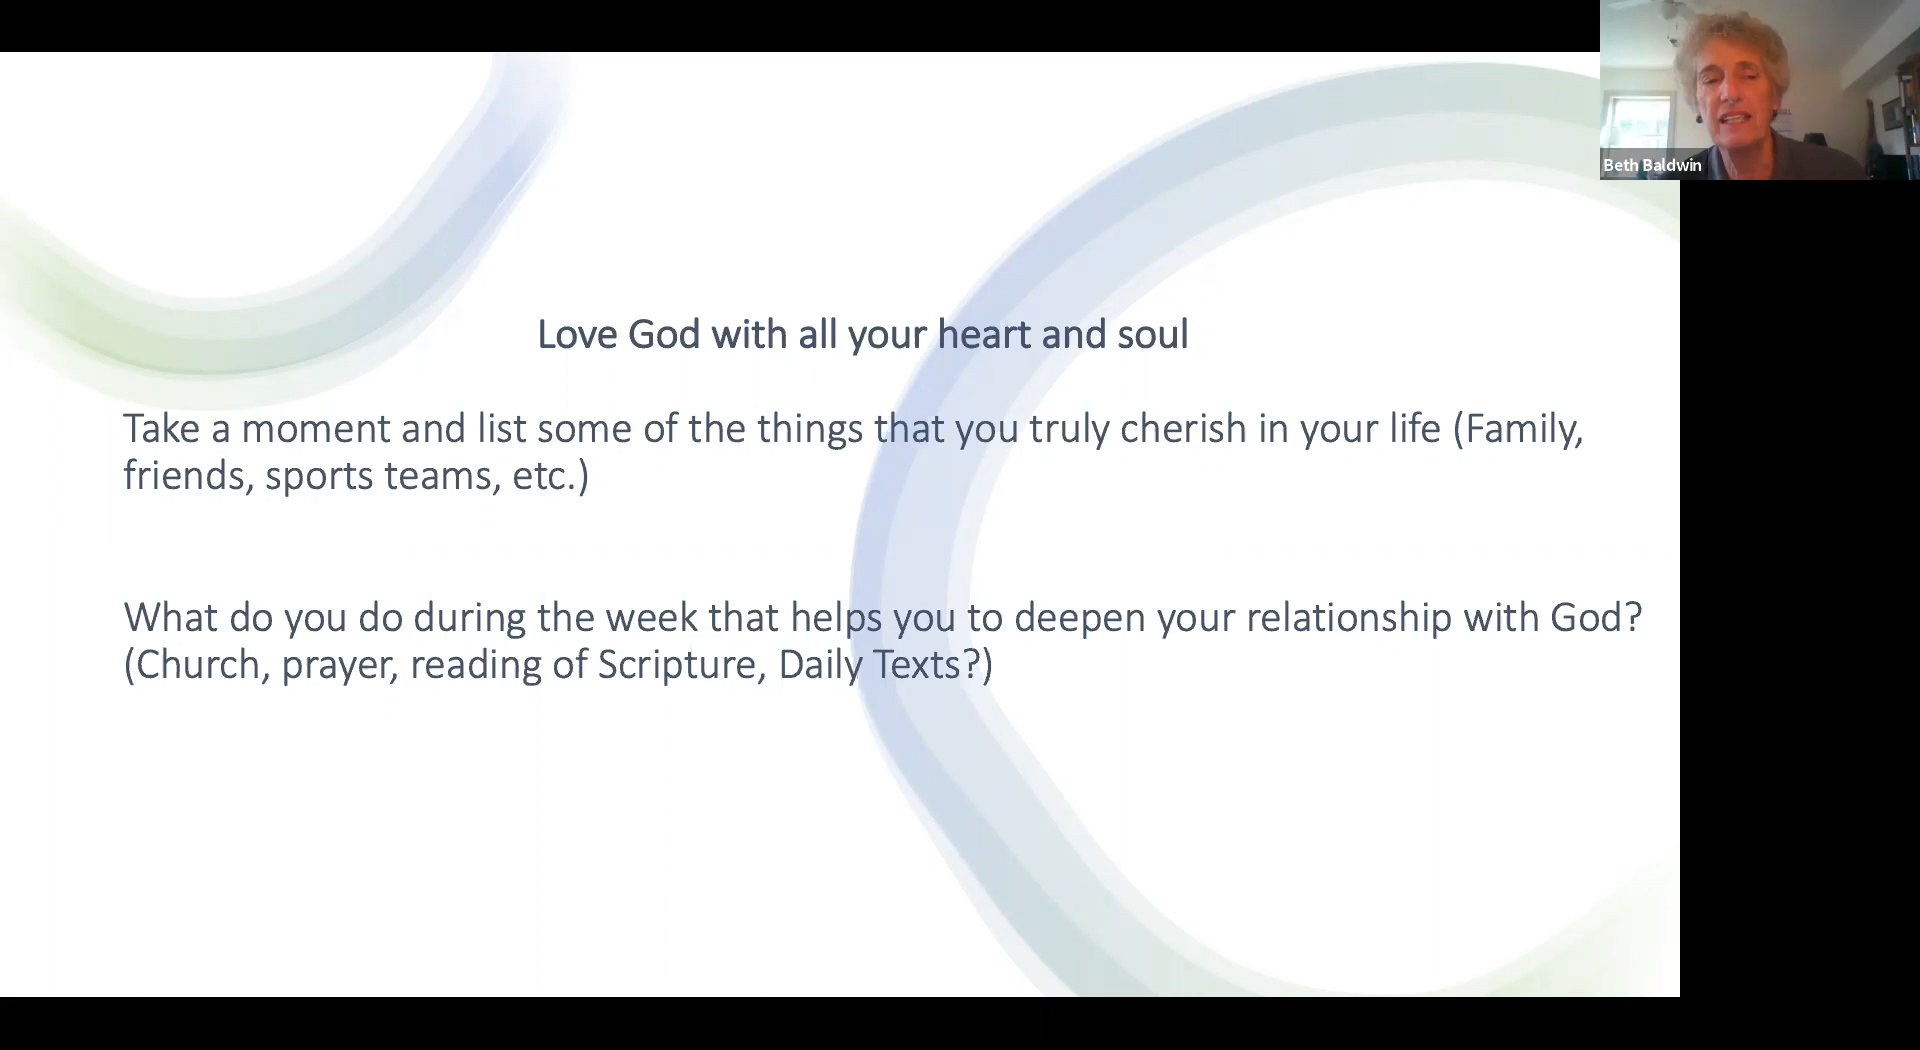 Beth Baldwin
Love God with all your heart and soul
Take a moment and list some of the things that you truly cherish in your life (Family,
friends, sports teams, etc.)
What do you do during the week that helps you to deepen your relationship with God?
(Church, prayer, reading of Scripture, Daily Texts?)